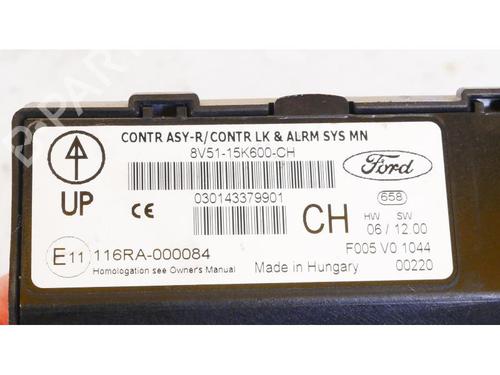 CONTR ASY-R/CONTR LK & ALRM SYS MN
8V51-15K600-CH
Ford
UP
CE
030143379901
CH
658
HW SW
06 / 12.00
E11 116RA-000084
F005 V0 1044
Homologation see Owner's Manual
Made in Hungary
00220